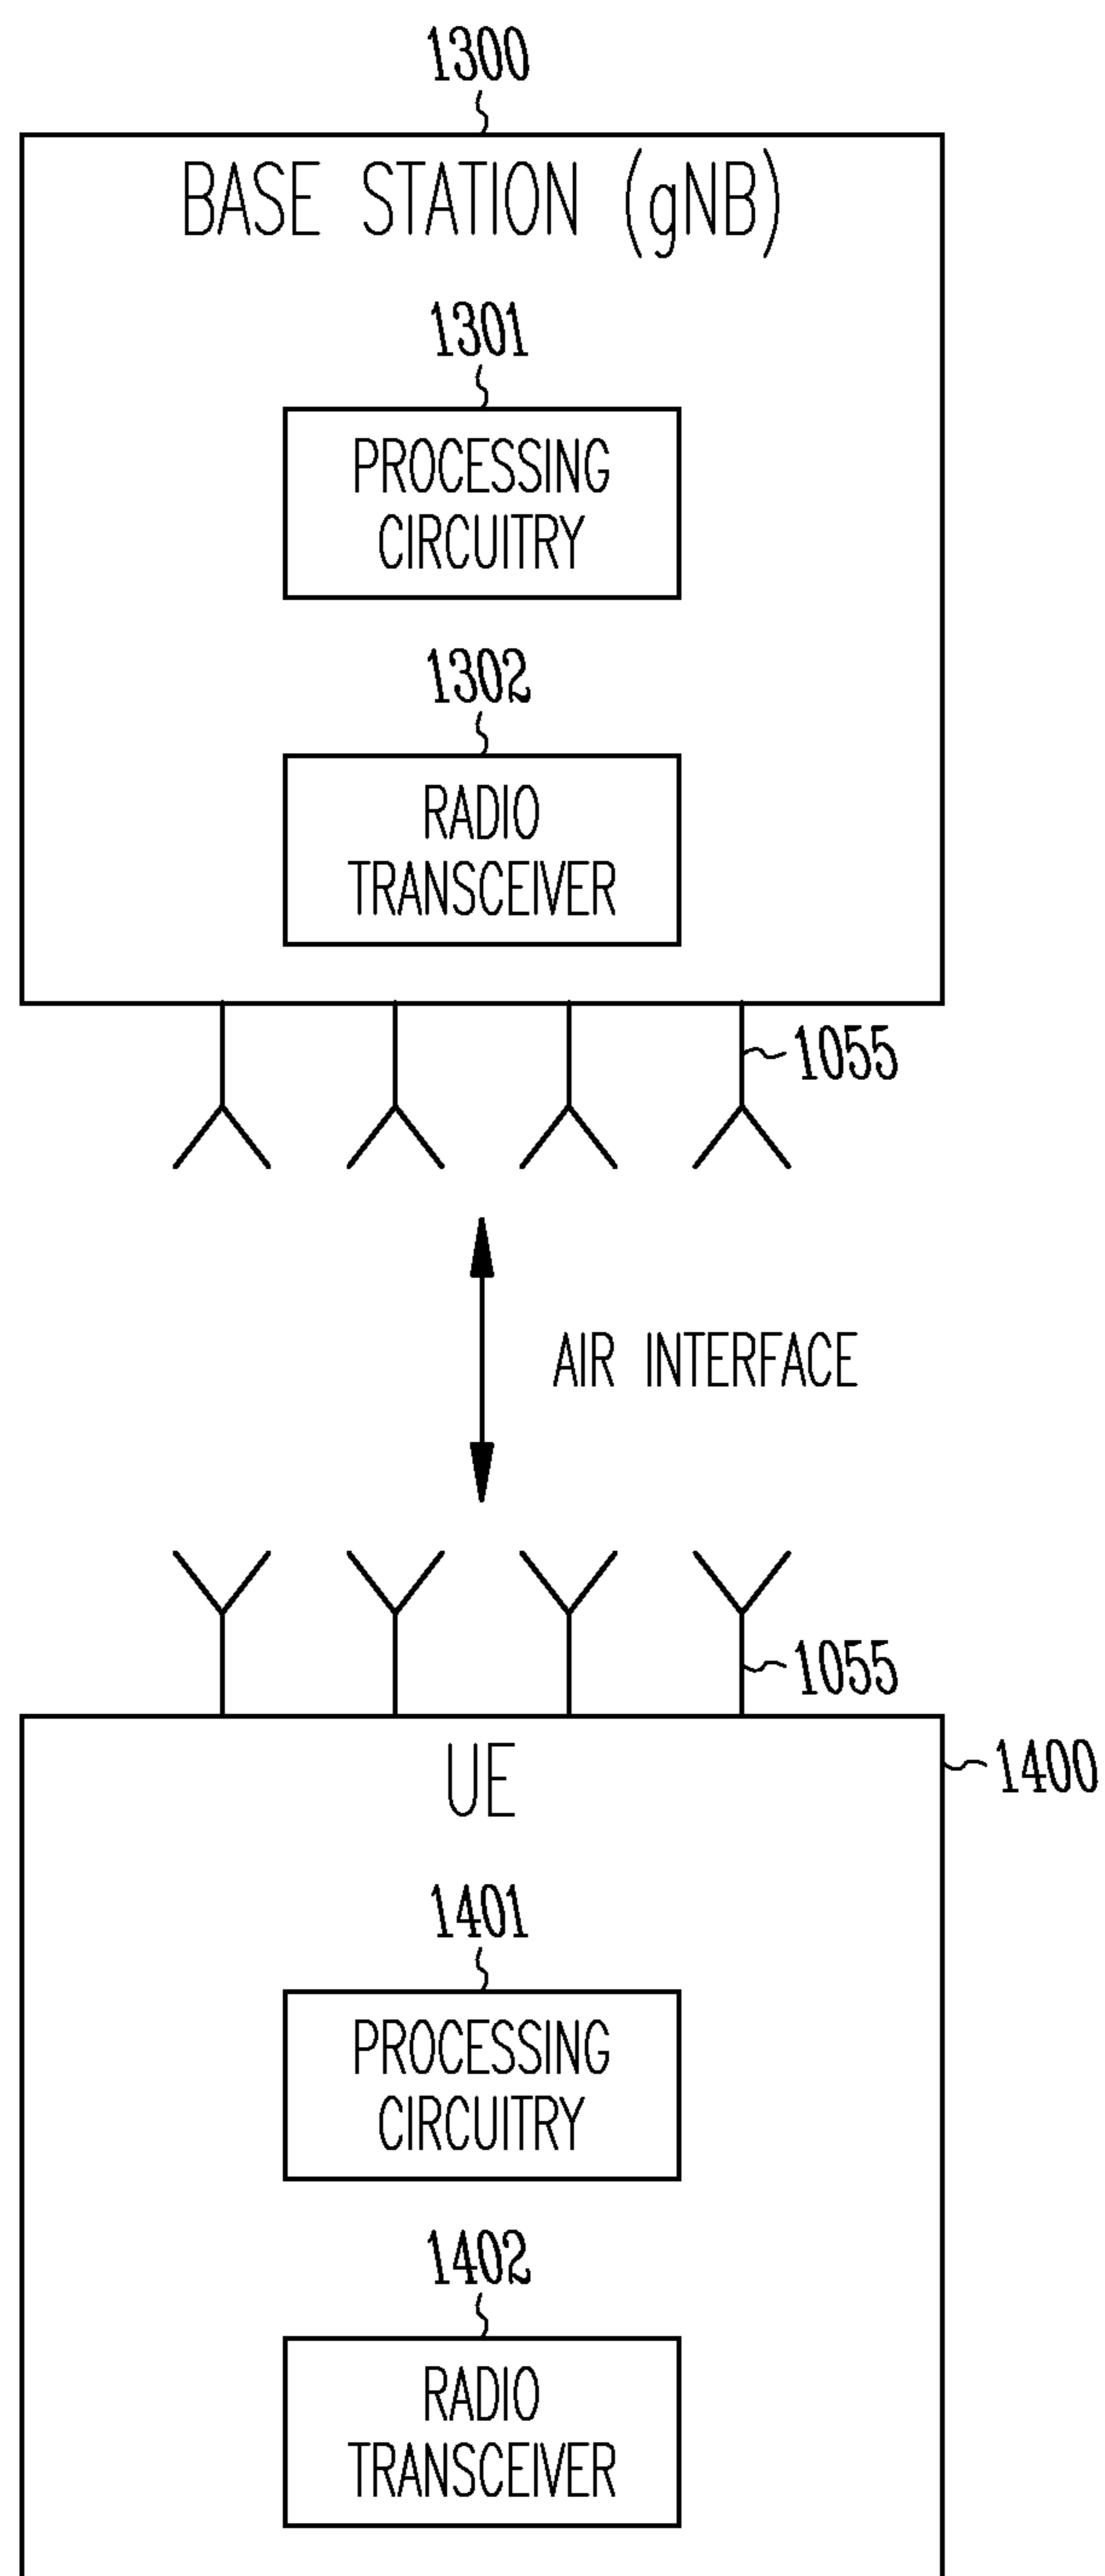 1300
BASE STATION (gNB)
1301
PROCESSING
CIRCUITRY
1302
RADIO
TRANSCEIVER
1055
AIR INTERFACE
1055
UE
1400
1401
PROCESSING
CIRCUITRY
1402
RADIO
TRANSCEIVER